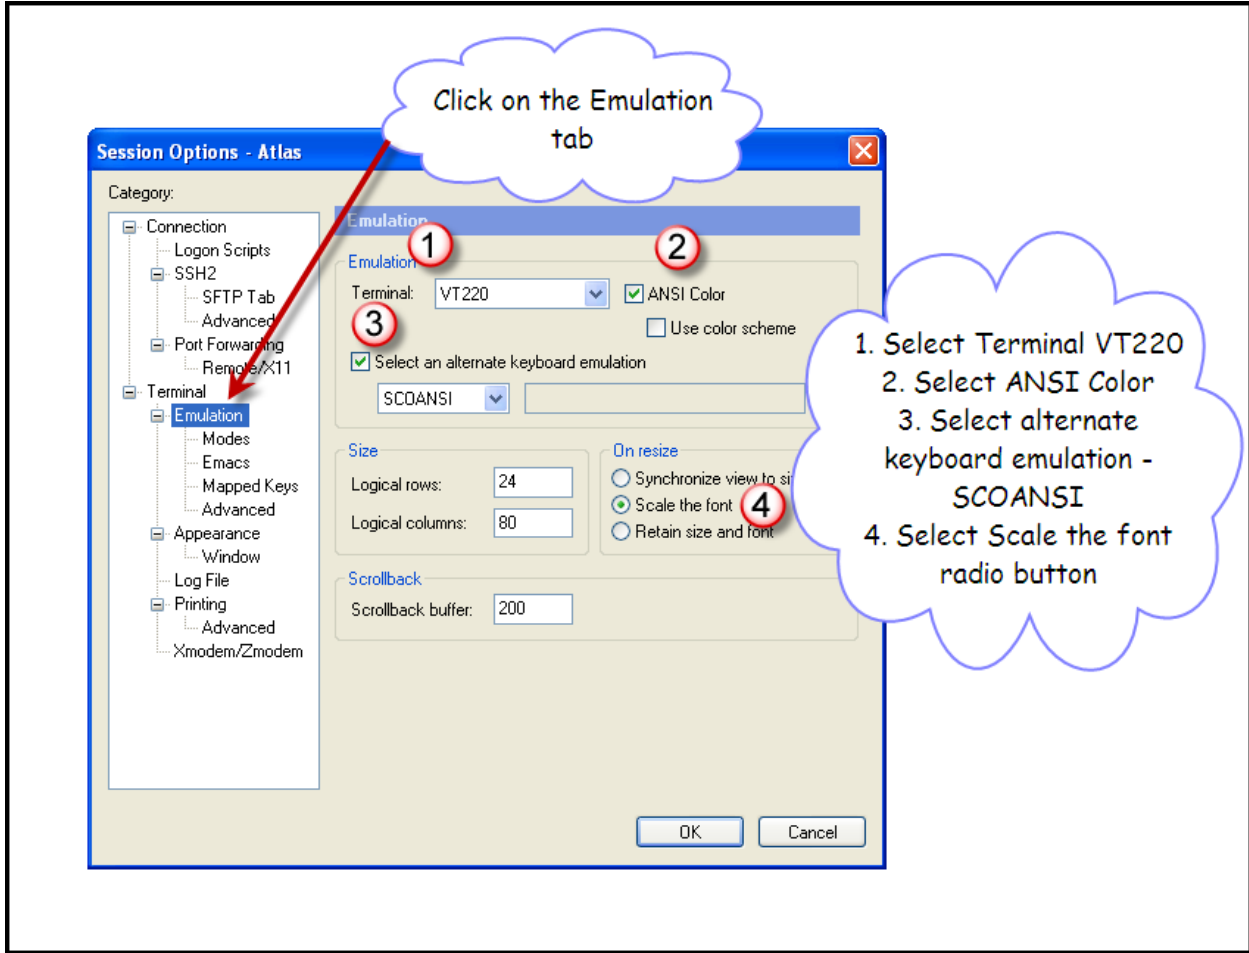 Click on the Emulation
tab
Session Options - Atlas
Category:
Connection
Logon Scripts
SSH2
SFTP Tab
Advanced
Port Forwarding
Remote/X11
Terminal
Emulation
Modes
Emacs
Mapped Keys
Advanced
Appearance
Window
Log File
Printing
Advanced
Xmodem/Zmodem
Emulation
1
2
Emulation
Terminal:
VT220
ANSI Color
Use color scheme
3
Select an alternate keyboard emulation
SCOANSI
Size
Logical rows:
24
Logical columns:
80
On resize
Synchronize view to
Scale the font
4
Retain size and font
Scrollback
Scrollback buffer:
200
OK
Cancel
1. Select Terminal VT220
2. Select ANSI Color
3. Select alternate
keyboard emulation -
SCOANSI
4. Select Scale the font
radio button